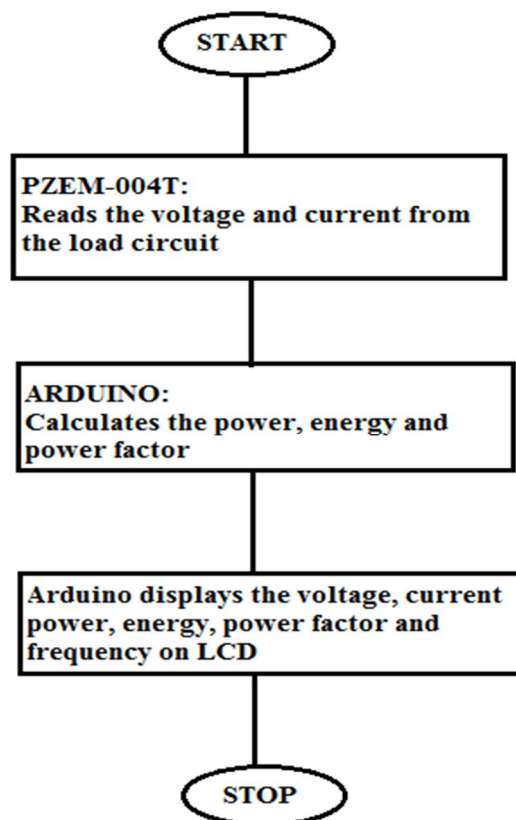 START
PZEM-004T:
Reads the voltage and current from
the load circuit
ARDUINO:
Calculates the power, energy and
power factor
Arduino displays the voltage, current
power, energy, power factor and
frequency on LCD
STOP